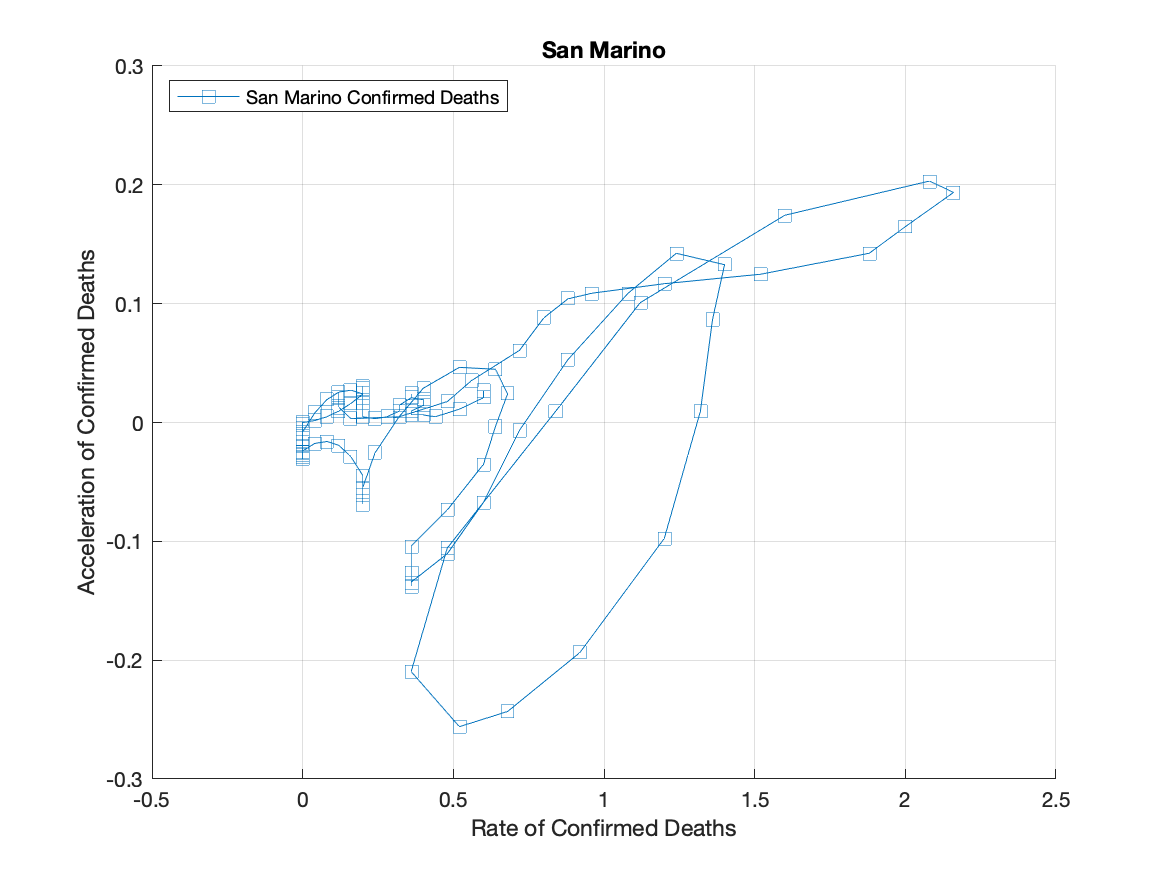 San Marino
0.3
San Marino Confirmed Deaths
0.2
0.1
0
-0.1
-0.2
-0.3
Acceleration of Confirmed Deaths
-0.5 0 0.5 1 1.5 2 2.5
Rate of Confirmed Deaths